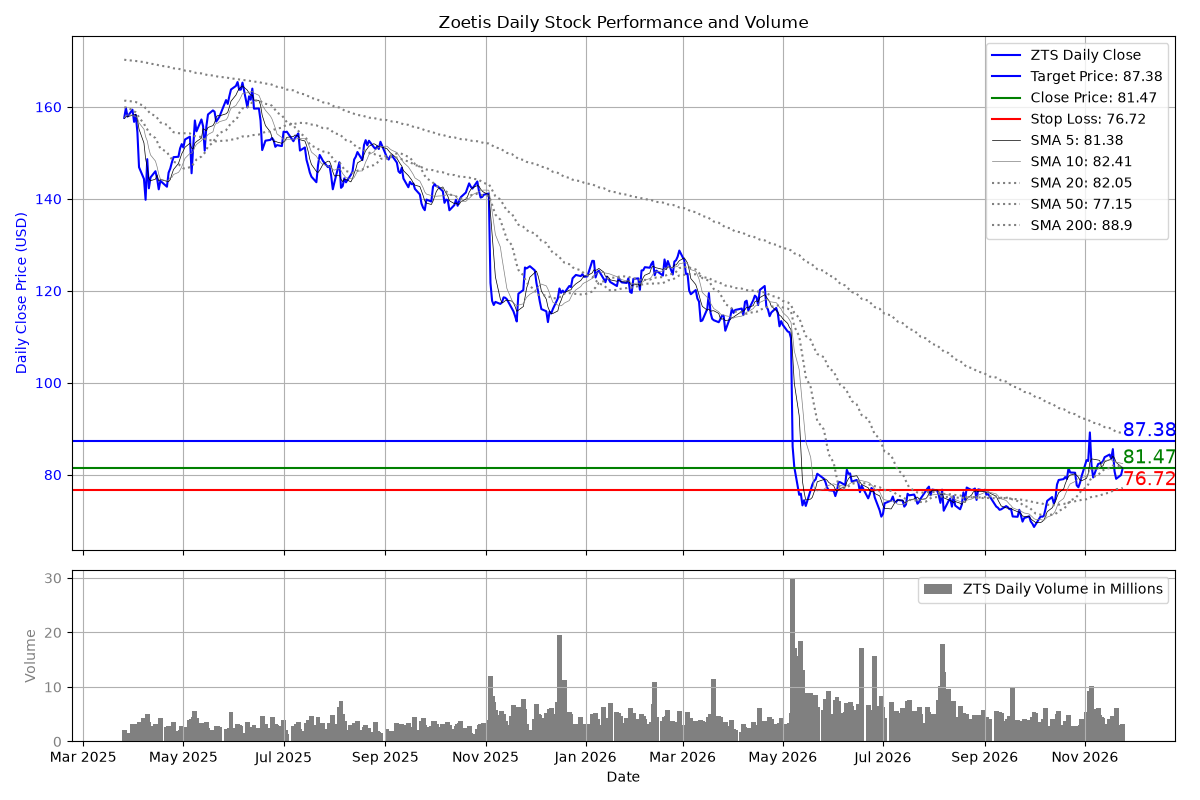 Zoetis Daily Stock Performance and Volume
Daily Close Price (USD)
160
140
120
100
80
ZTS Daily Close
Target Price: 87.38
Close Price: 81.47
Stop Loss: 76.72
SMA 5: 81.38
SMA 10: 82.41
SMA 20: 82.05
SMA 50: 77.15
SMA 200: 88.9
87.38
81.47
76.72
Volume
30
20
10
0
ZTS Daily Volume in Millions
Mar 2025 May 2025 Jul 2025 Sep 2025 Nov 2025 Jan 2026 Mar 2026 May 2026 Jul 2026 Sep 2026 Nov 2026
Date